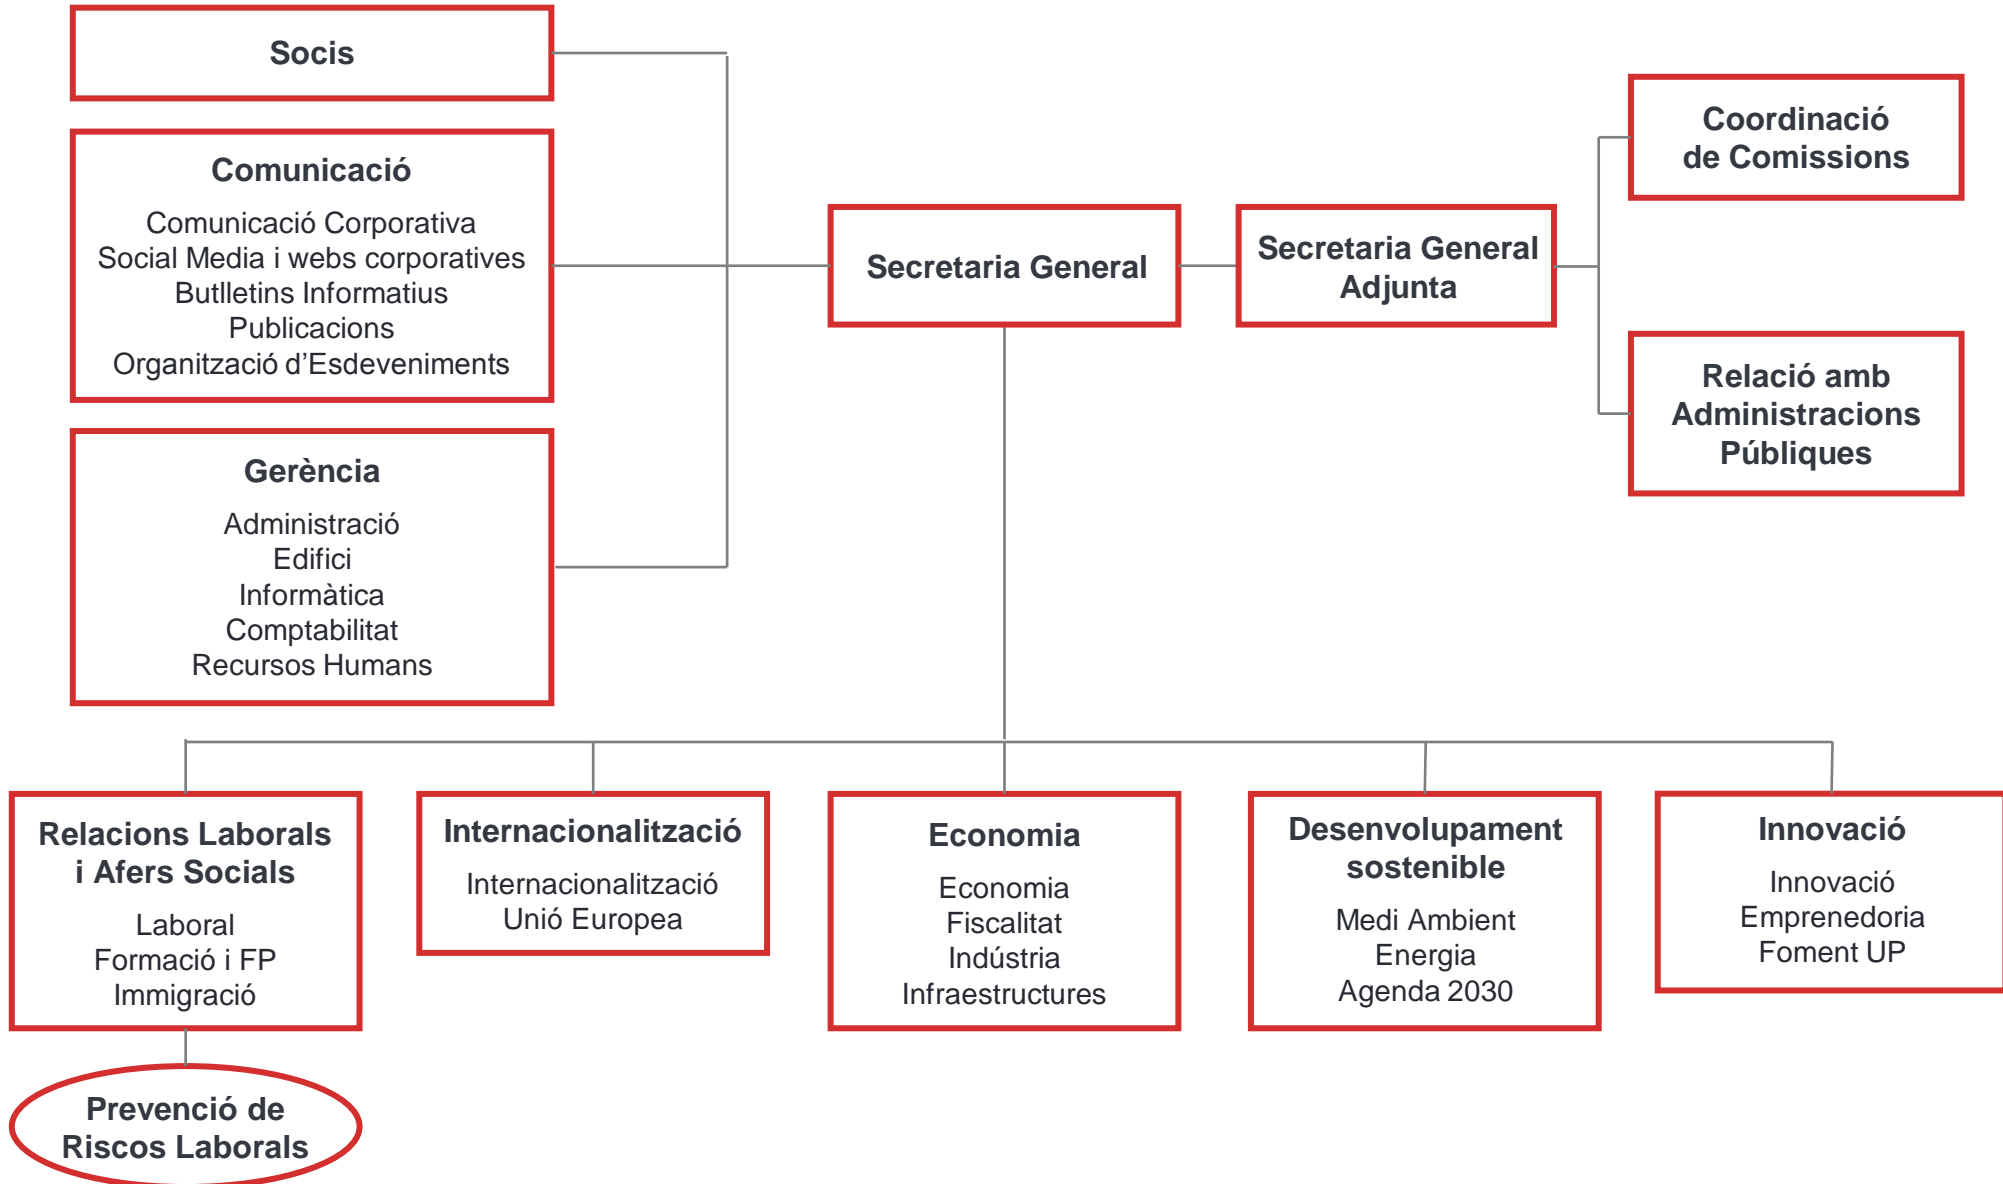 Socis
Comunicació
Comunicació Corporativa
Social Media i webs corporatives
Butlletins Informatius
Publicacions
Organització d'Esdeveniments
Gerència
Administració
Edifici
Informàtica
Comptabilitat
Recursos Humans
Secretaria General
Secretaria General
Adjunta
Coordinació
de Comissions
Relació amb
Administracions
Públiques
Relacions Laborals
i Afers Socials
Laboral
Formació i FP
Immigració
Prevenció de
Riscos Laborals
Internacionalització
Internacionalització
Unió Europea
Economia
Economia
Fiscalitat
Indústria
Infraestructures
Desenvolupament
sostenible
Medi Ambient
Energia
Agenda 2030
Innovació
Innovació
Emprenedoria
Foment UP